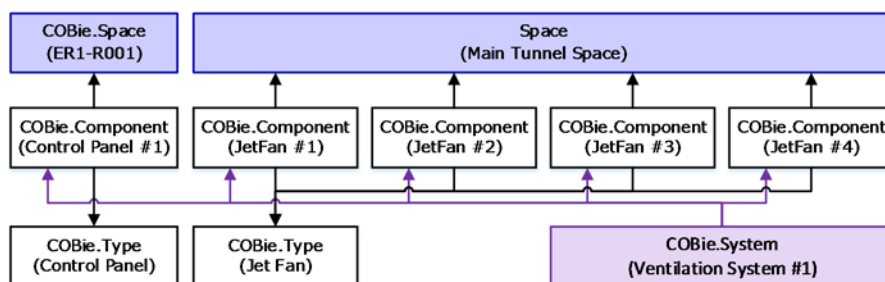 COBie.Space
(ER1-R001)
Space
(Main Tunnel Space)
COBie.Component
(Control Panel #1)
COBie.Component
(JetFan #1)
COBie.Component
(JetFan #2)
COBie.Component
(JetFan #3)
COBie.Component
(JetFan #4)
COBie.Type
(Control Panel)
COBie.Type
(Jet Fan)
COBie.System
(Ventilation System #1)